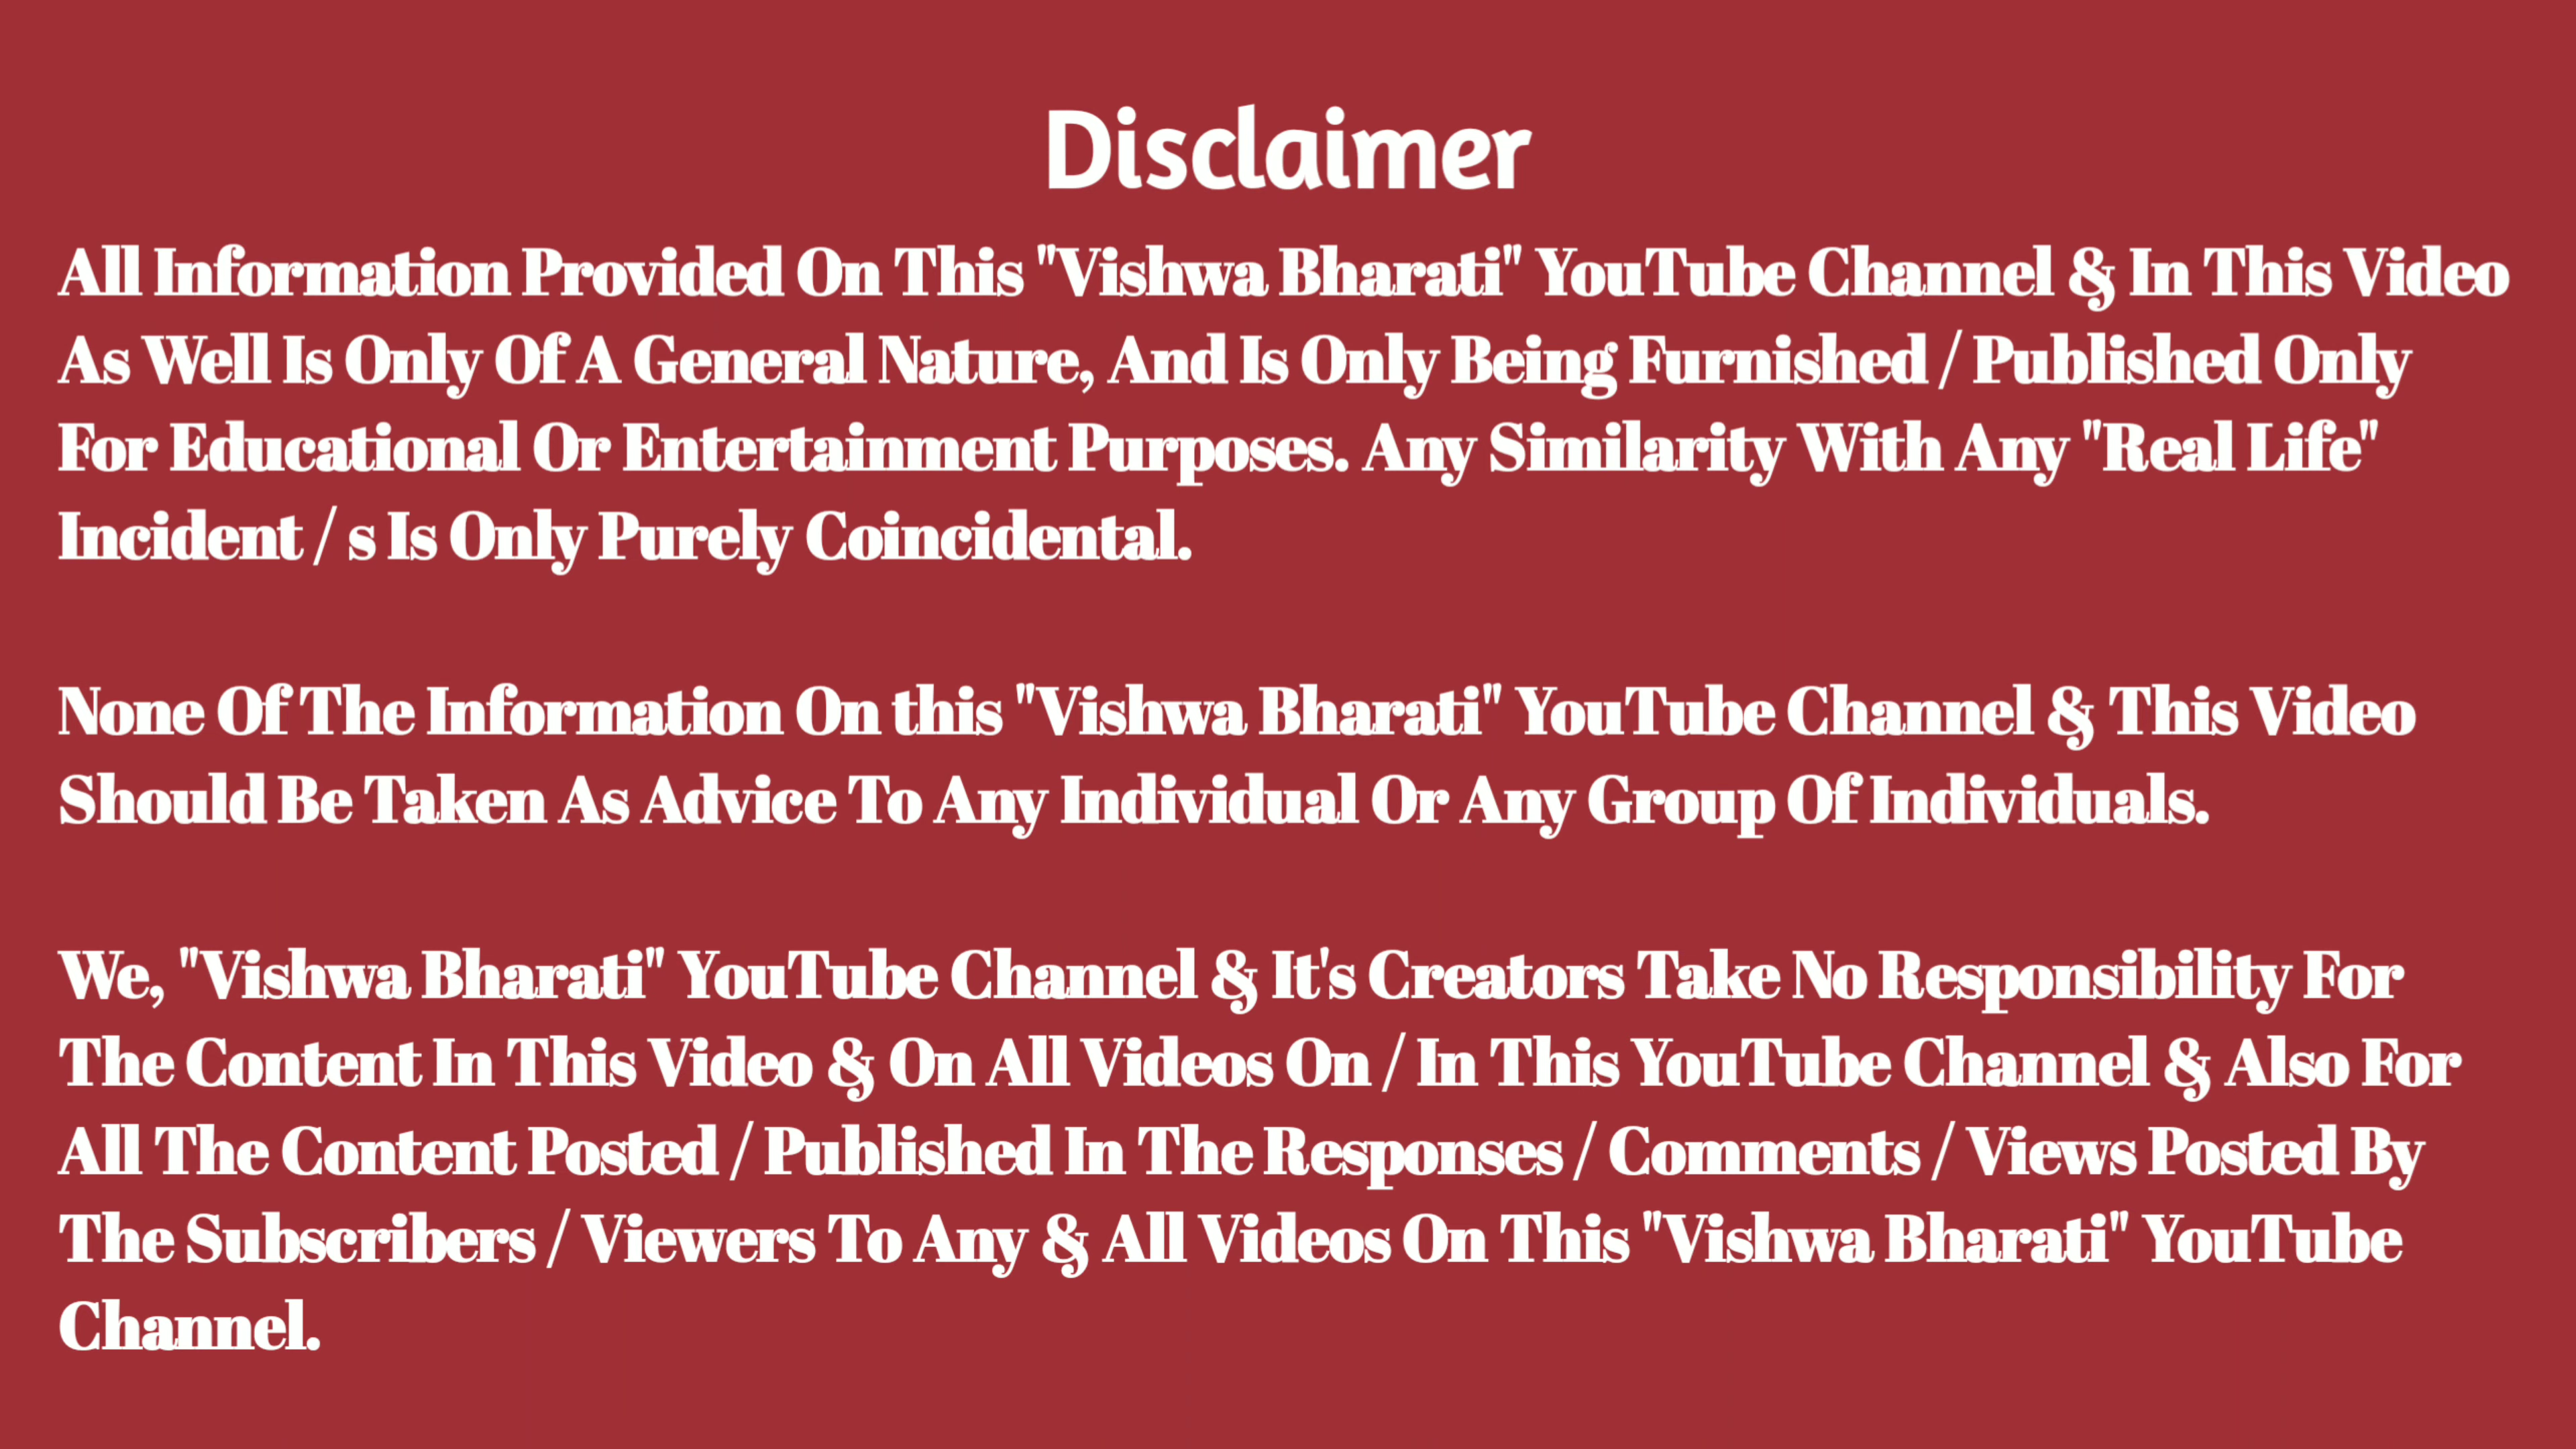 Disclaimer
All Information Provided On This "Vishwa Bharati" YouTube Channel & In This Video
As Well Is Only Of A General Nature, And Is Only Being Furnished / Published Only
For Educational Or Entertainment Purposes. Any Similarity With Any "Real Life"
Incident / s Is Only Purely Coincidental.
None Of The Information On this "Vishwa Bharati" YouTube Channel & This Video
Should Be Taken As Advice To Any Individual Or Any Group Of Individuals.
We, "Vishwa Bharati" YouTube Channel & It's Creators Take No Responsibility For
The Content In This Video & On All Videos On / In This YouTube Channel & Also For
All The Content Posted / Published In The Responses / Comments / Views Posted By
The Subscribers / Viewers To Any & All Videos On This "Vishwa Bharati" YouTube
Channel.